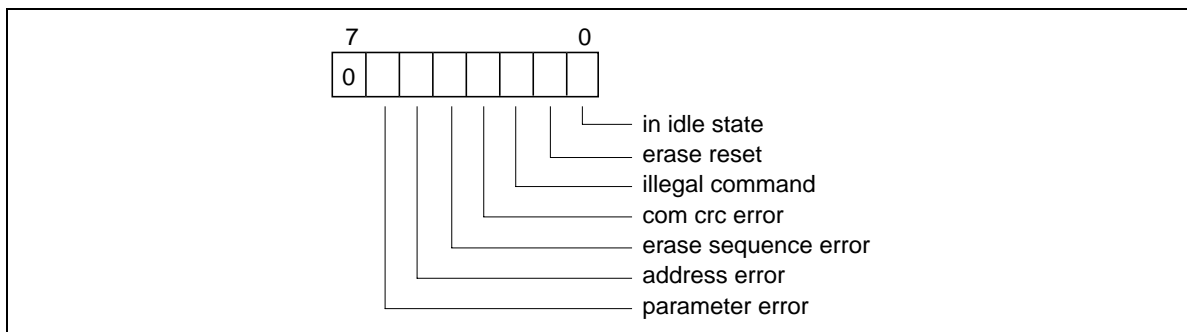 7 0
0
in idle state
erase reset
illegal command
com crc error
erase sequence error
address error
parameter error